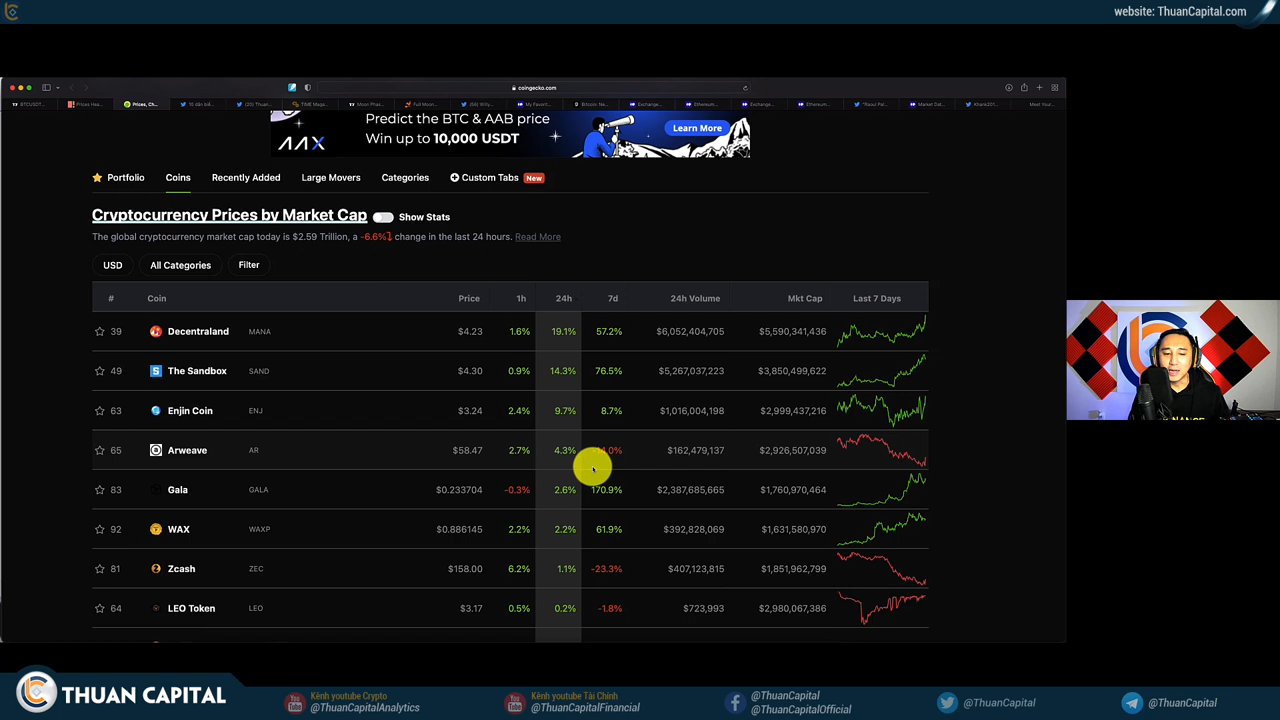 website: ThuanCapital.com
coingecko.com
Predict the BTC & AAB price
Win up to 10,000 USDT
AAX
Learn More
Portfolio Coins Recently Added Large Movers Categories Custom Tabs New
Cryptocurrency Prices by Market Cap Show Stats
The global cryptocurrency market cap today is $2.59 Trillion, a -6.6% change in the last 24 hours. Read More
USD All Categories Filter
# Coin Price 1h 24h 7d 24h Volume Mkt Cap Last 7 Days
39 Decentraland MANA $4.23 1.6% 19.1% 57.2% $6,052,404,705 $5,590,341,436
49 The Sandbox SAND $4.30 0.9% 14.3% 76.5% $5,267,037,223 $3,850,499,622
63 Enjin Coin ENJ $3.24 2.4% 9.7% 8.7% $1,016,004,198 $2,999,437,216
65 Arweave AR $58.47 2.7% 4.3% $162,479,137 $2,926,507,039
83 Gala GALA $0.233704 -0.3% 2.6% 170.9% $2,387,685,665 $1,760,970,464
92 WAX WAXP $0.886145 2.2% 2.2% 61.9% $392,828,069 $1,631,580,970
81 Zcash ZEC $158.00 6.2% 1.1% -23.3% $407,123,815 $1,851,962,799
64 LEO Token LEO $3.17 0.5% 0.2% -1.8% $723,993 $2,980,067,386
THUAN CAPITAL
Kênh youtube Crypto
@ThuanCapitalAnalytics
Kênh youtube Tài Chính
@ThuanCapitalFinancial
@ThuanCapital
@ThuanCapitalOfficial
@ThuanCapital
@ThuanCapital